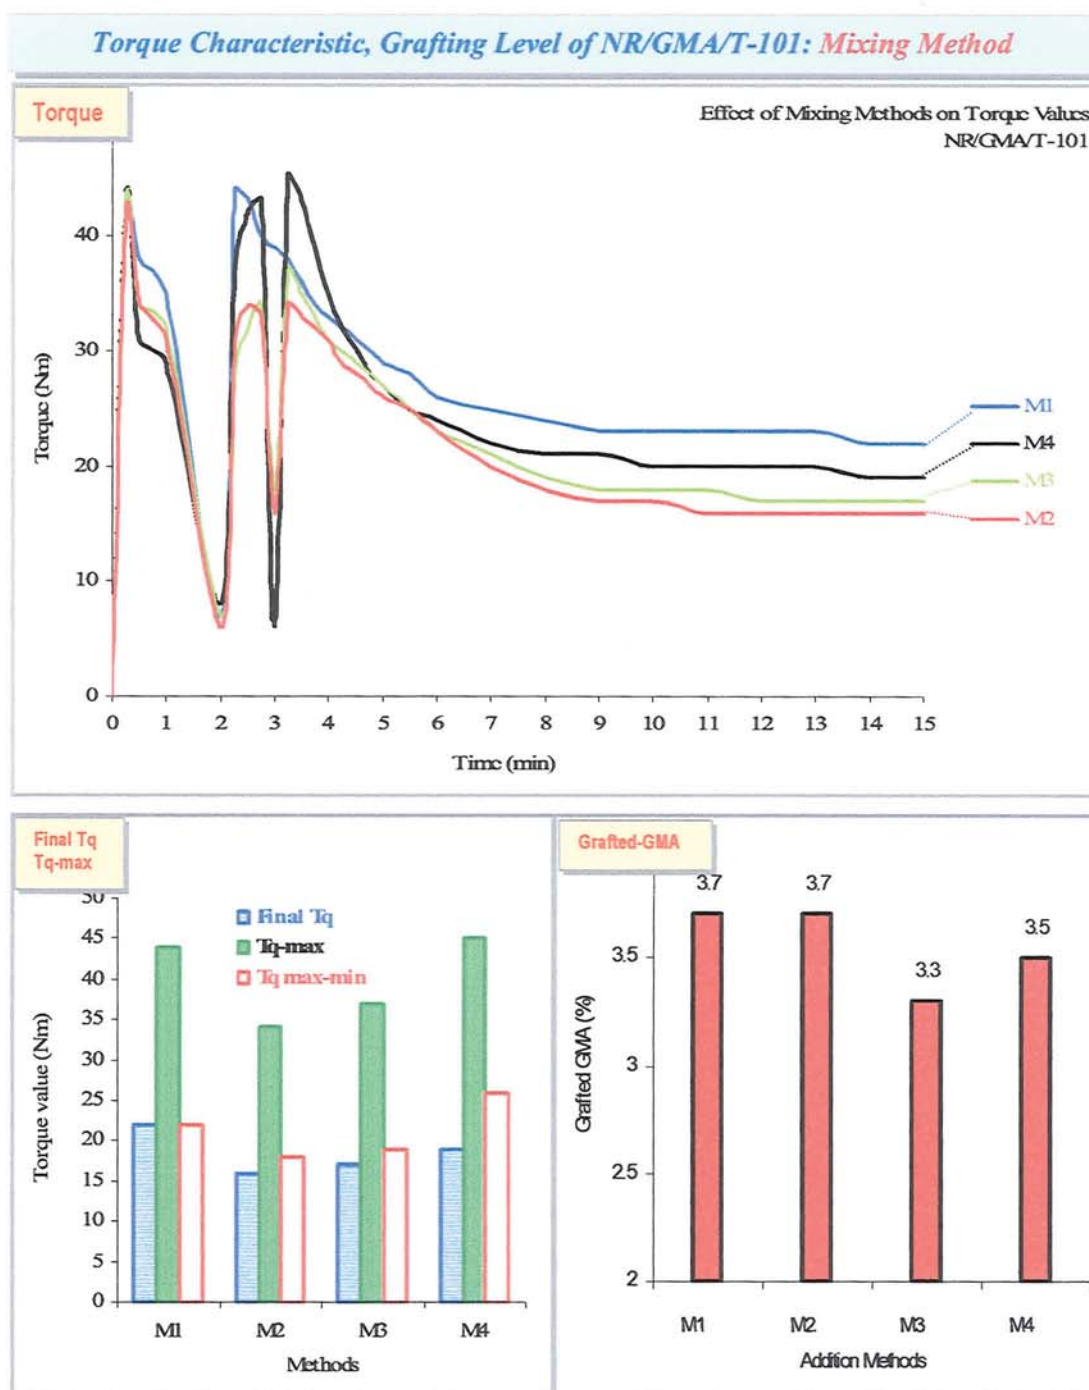 Torque Characteristic, Grafting Level of NR/GMA/T-101: Mixing Method
Torque
Effect of Mixing Methods on Torque Values
NR/GMA/T-101
40
30
20
10
0
Torque (Nm)
M1
M4
M3
M2
0 1 2 3 4 5 6 7 8 9 10 11 12 13 14 15
Time (min)
Final Tq
Tq-max
50
45
40
35
30
25
20
15
10
5
0
Torque value (Nm)
Final Tq
Tq-max
Tq max-min
M1 M2 M3 M4
Methods
Grafted-GMA
3.7 3.7 3.3 3.5
3.5
3
2.5
2
Grafted GMA (%)
M1 M2 M3 M4
Addition Methods